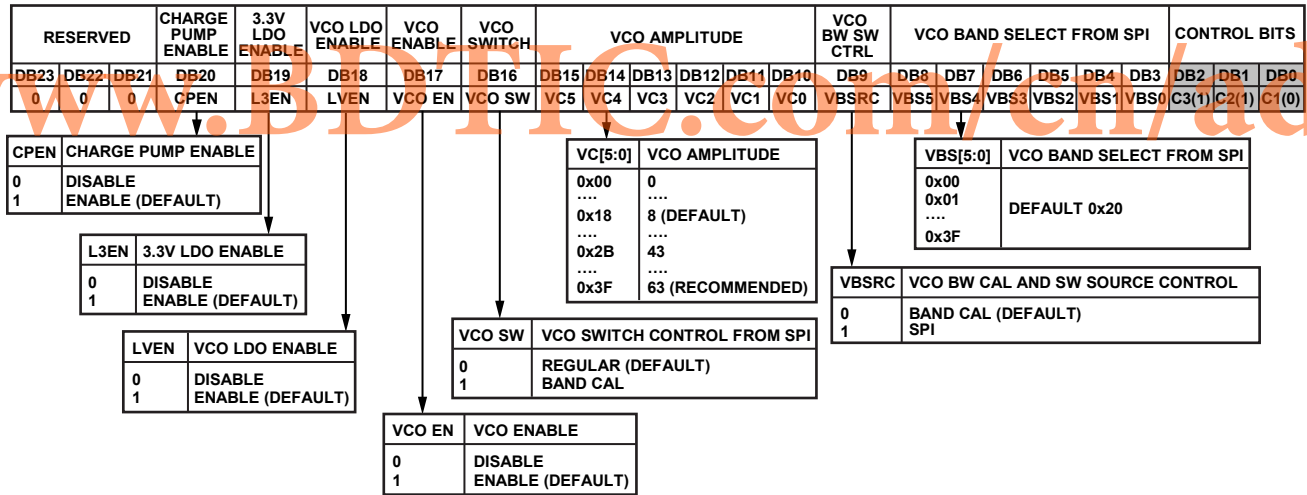 RESERVED
CHARGE PUMP ENABLE
3.3V LDO ENABLE
VCO LDO ENABLE
VCO ENABLE
VCO SWITCH
VCO AMPLITUDE
VCO BW SW CTRL
VCO BAND SELECT FROM SPI
CONTROL BITS
DB23 DB22 DB21 DB20 DB19 DB18 DB17 DB16 DB15 DB14 DB13 DB12 DB11 DB10 DB9 DB8 DB7 DB6 DB5 DB4 DB3 DB2 DB1 DB0
0 0 0 CPEN L3EN LVEN VCO EN VCO SW VC5 VC4 VC3 VC2 VC1 VC0 VBSRC VBS5 VBS4 VBS3 VBS2 VBS1 VBS0 C3(1) C2(1) C1(0)
www.BDTIC.com/cn/ad
CPEN CHARGE PUMP ENABLE
0 DISABLE
1 ENABLE (DEFAULT)
L3EN 3.3V LDO ENABLE
0 DISABLE
1 ENABLE (DEFAULT)
LVEN VCO LDO ENABLE
0 DISABLE
1 ENABLE (DEFAULT)
VCO EN VCO ENABLE
0 DISABLE
1 ENABLE (DEFAULT)
VCO SW VCO SWITCH CONTROL FROM SPI
0 REGULAR (DEFAULT)
1 BAND CAL
VC[5:0] VCO AMPLITUDE
0x00 0
.... ....
0x18 8 (DEFAULT)
.... ....
0x2B 43
.... ....
0x3F 63 (RECOMMENDED)
VBSRC VCO BW CAL AND SW SOURCE CONTROL
0 BAND CAL (DEFAULT)
1 SPI
VBS[5:0] VCO BAND SELECT FROM SPI
0x00
0x01
....
0x3F
DEFAULT 0x20